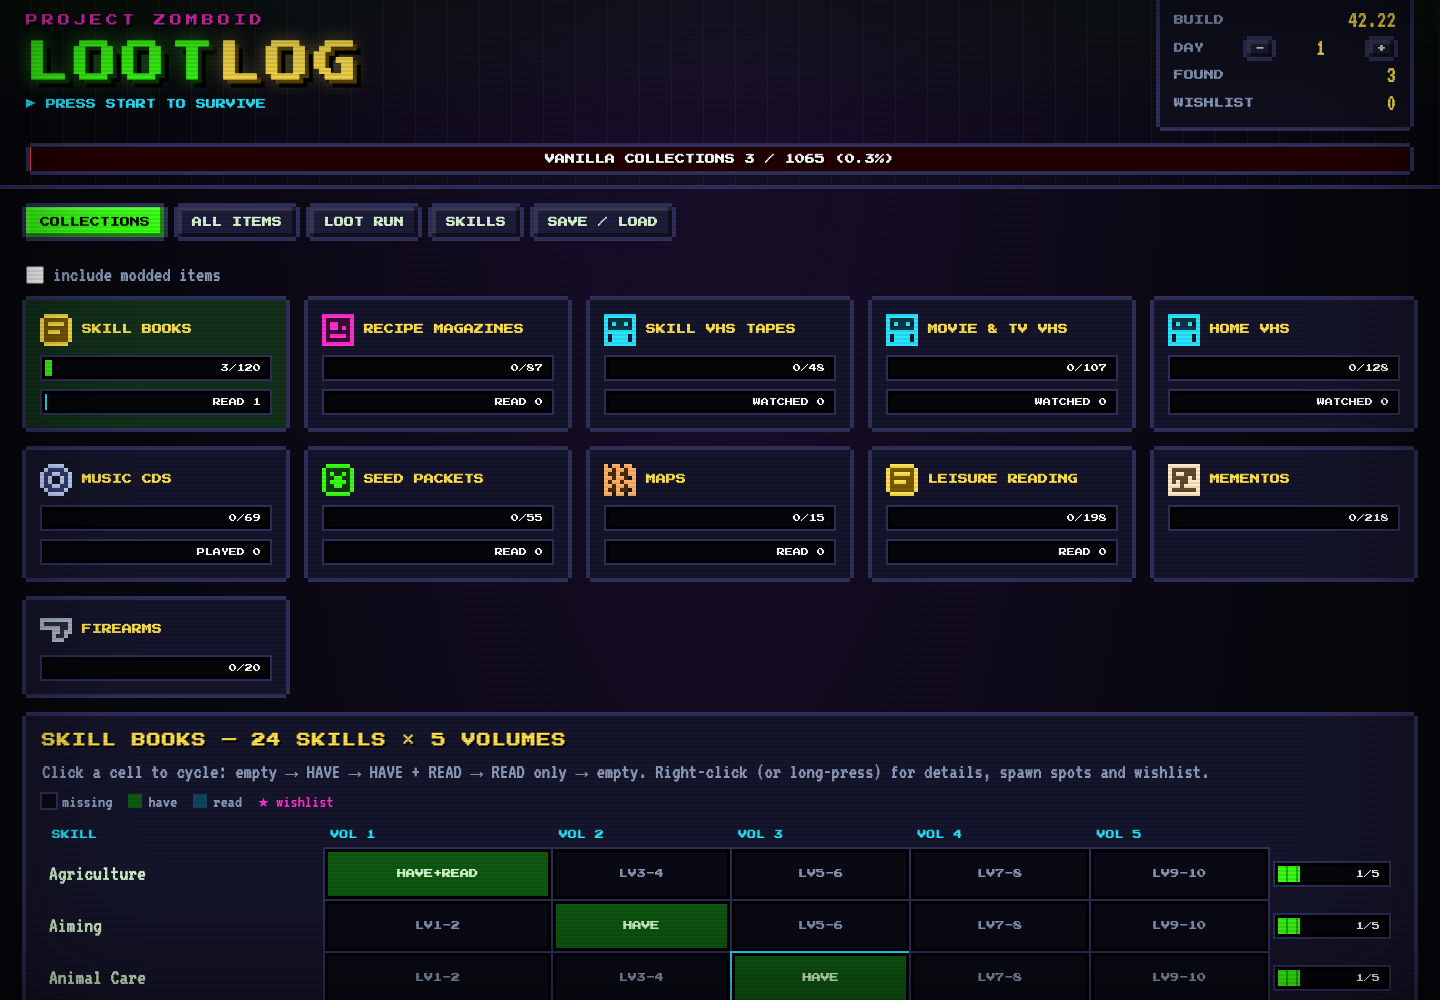 PROJECT ZOMBOID
LOOTLOG
▶ PRESS START TO SURVIVE
BUILD 42.22
DAY - 1 +
FOUND 3
WISHLIST 0
VANILLA COLLECTIONS 3 / 1065 (0.3%)
COLLECTIONS ALL ITEMS LOOT RUN SKILLS SAVE / LOAD
include modded items
SKILL BOOKS
3/120
READ 1
RECIPE MAGAZINES
0/87
READ 0
SKILL VHS TAPES
0/48
WATCHED 0
MOVIE & TV VHS
0/107
WATCHED 0
HOME VHS
0/128
WATCHED 0
MUSIC CDS
0/69
PLAYED 0
SEED PACKETS
0/55
READ 0
MAPS
0/15
READ 0
LEISURE READING
0/198
READ 0
MEMENTOS
0/218
FIREARMS
0/20
SKILL BOOKS — 24 SKILLS × 5 VOLUMES
Click a cell to cycle: empty → HAVE → HAVE + READ → READ only → empty. Right-click (or long-press) for details, spawn spots and wishlist.
missing have read ★ wishlist
SKILL VOL 1 VOL 2 VOL 3 VOL 4 VOL 5
Agriculture HAVE+READ LV3-4 LV5-6 LV7-8 LV9-10 1/5
Aiming LV1-2 HAVE LV5-6 LV7-8 LV9-10 1/5
Animal Care LV1-2 LV3-4 HAVE LV7-8 LV9-10 1/5